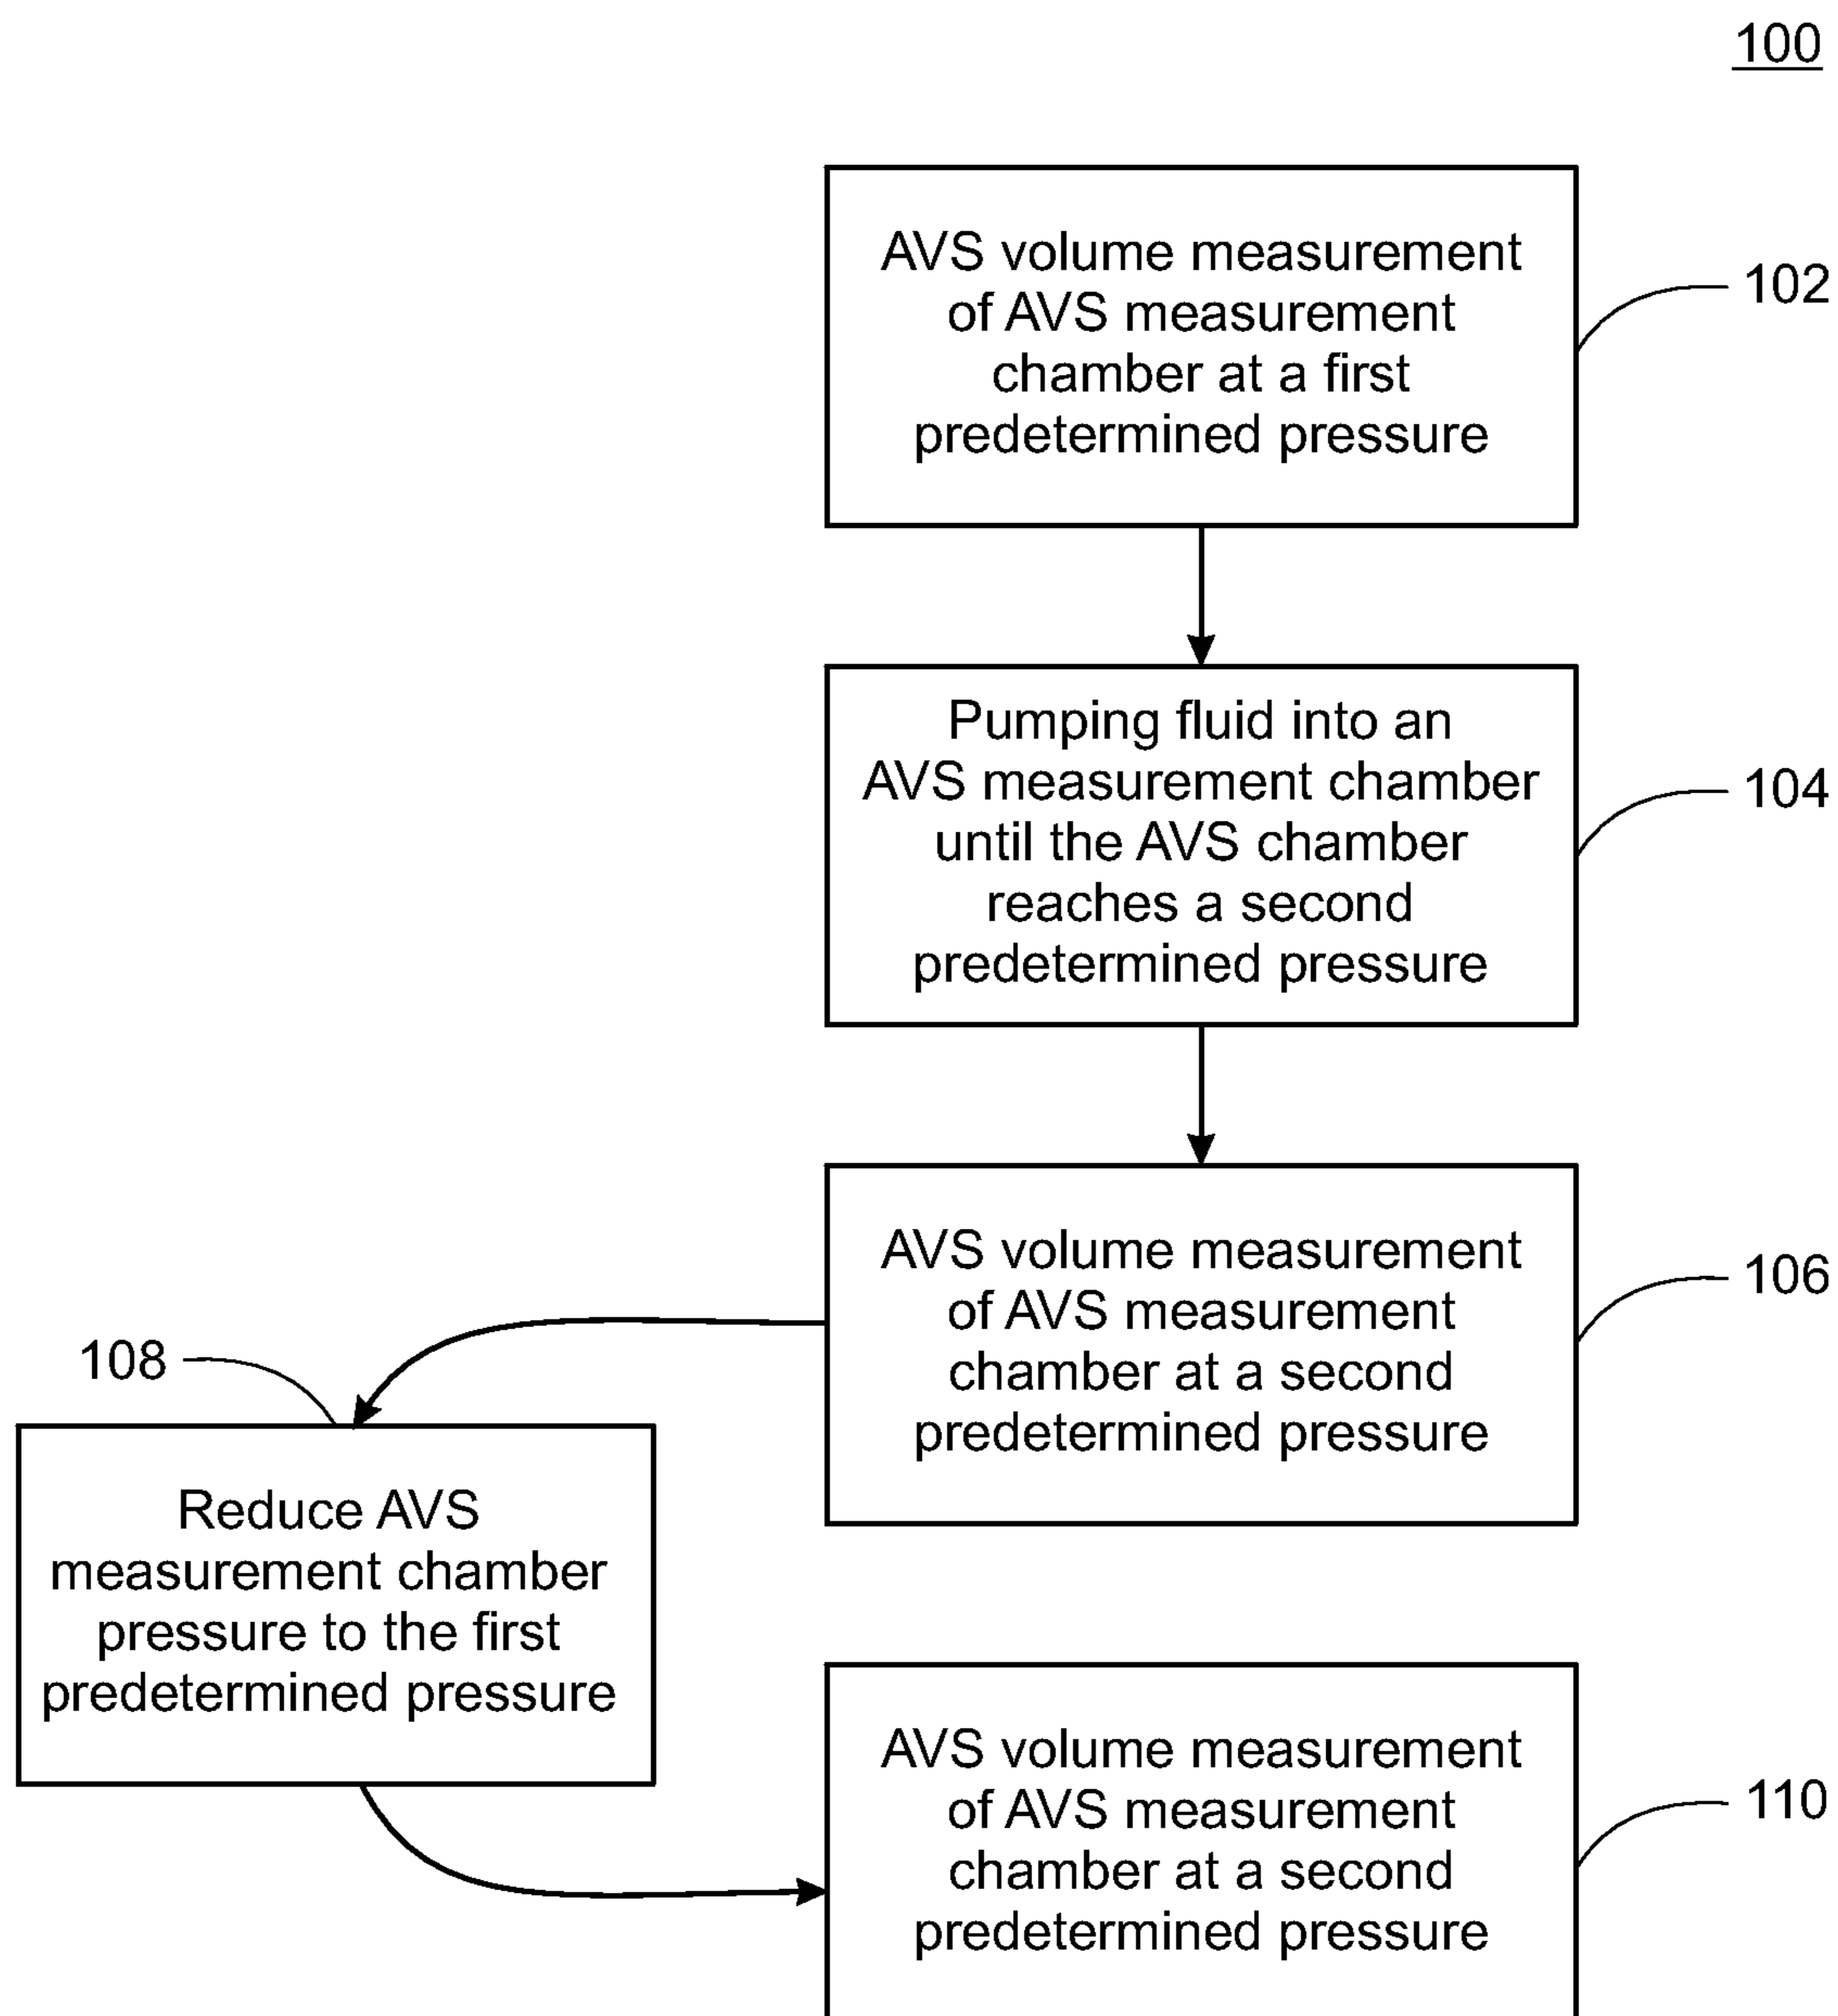 100
AVS volume measurement
of AVS measurement
chamber at a first
predetermined pressure
102
Pumping fluid into an
AVS measurement chamber
until the AVS chamber
reaches a second
predetermined pressure
104
AVS volume measurement
of AVS measurement
chamber at a second
predetermined pressure
106
108
Reduce AVS
measurement chamber
pressure to the first
predetermined pressure
AVS volume measurement
of AVS measurement
chamber at a second
predetermined pressure
110